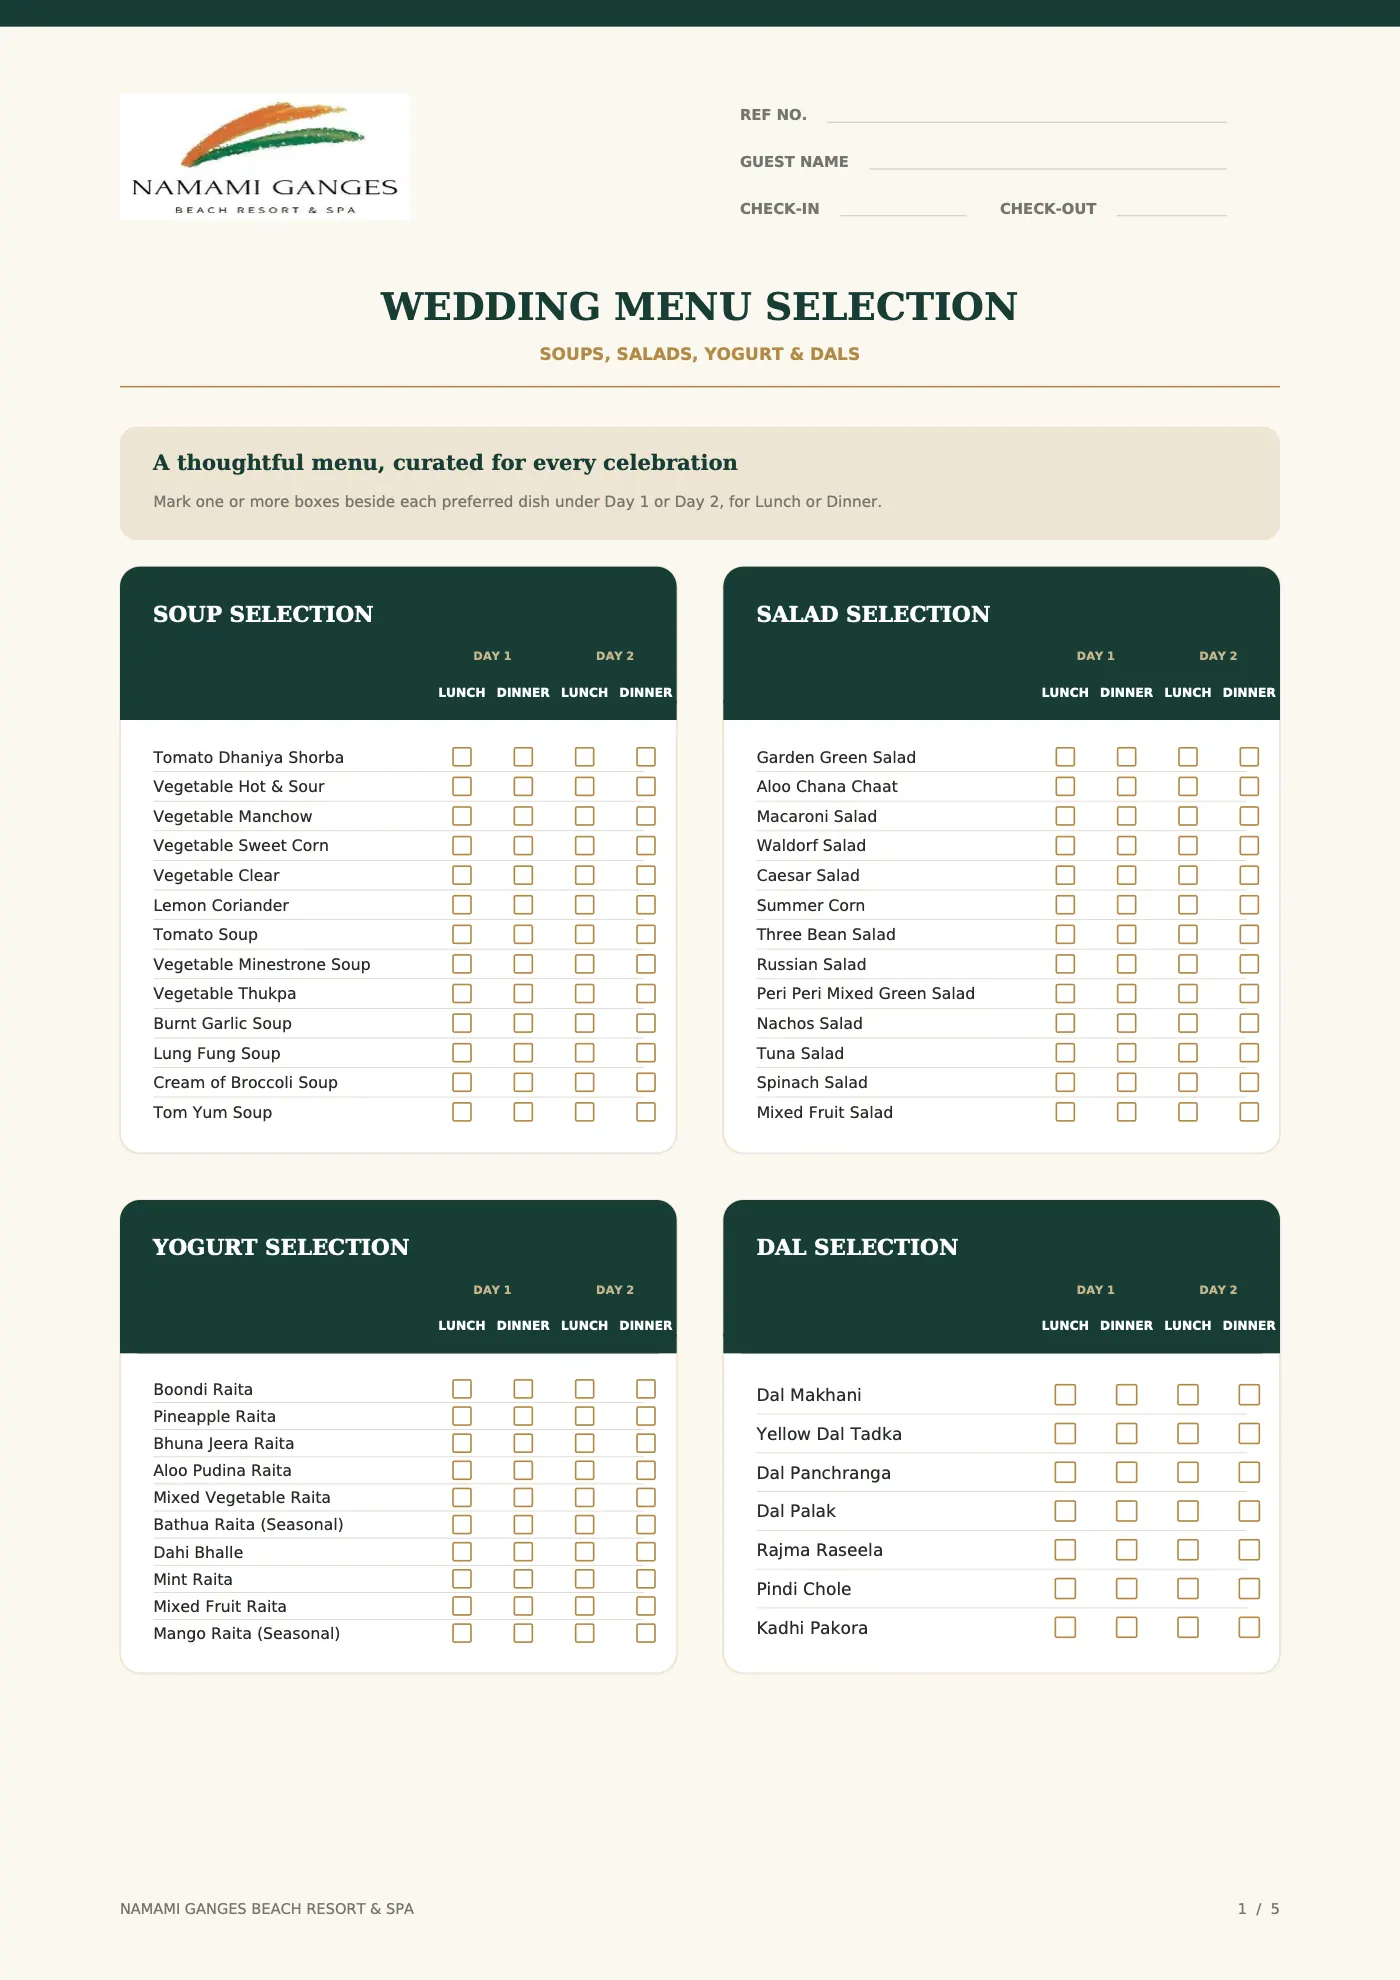 NAMAMI GANGES
BEACH RESORT & SPA
REF NO.
GUEST NAME
CHECK-IN CHECK-OUT
WEDDING MENU SELECTION
SOUPS, SALADS, YOGURT & DALS
A thoughtful menu, curated for every celebration
Mark one or more boxes beside each preferred dish under Day 1 or Day 2, for Lunch or Dinner.
SOUP SELECTION
DAY 1 DAY 2
LUNCH DINNER LUNCH DINNER
Tomato Dhaniya Shorba
Vegetable Hot & Sour
Vegetable Manchow
Vegetable Sweet Corn
Vegetable Clear
Lemon Coriander
Tomato Soup
Vegetable Minestrone Soup
Vegetable Thukpa
Burnt Garlic Soup
Lung Fung Soup
Cream of Broccoli Soup
Tom Yum Soup
SALAD SELECTION
DAY 1 DAY 2
LUNCH DINNER LUNCH DINNER
Garden Green Salad
Aloo Chana Chaat
Macaroni Salad
Waldorf Salad
Caesar Salad
Summer Corn
Three Bean Salad
Russian Salad
Peri Peri Mixed Green Salad
Nachos Salad
Tuna Salad
Spinach Salad
Mixed Fruit Salad
YOGURT SELECTION
DAY 1 DAY 2
LUNCH DINNER LUNCH DINNER
Boondi Raita
Pineapple Raita
Bhuna Jeera Raita
Aloo Pudina Raita
Mixed Vegetable Raita
Bathua Raita (Seasonal)
Dahi Bhalle
Mint Raita
Mixed Fruit Raita
Mango Raita (Seasonal)
DAL SELECTION
DAY 1 DAY 2
LUNCH DINNER LUNCH DINNER
Dal Makhani
Yellow Dal Tadka
Dal Panchranga
Dal Palak
Rajma Raseela
Pindi Chole
Kadhi Pakora
NAMAMI GANGES BEACH RESORT & SPA
1 / 5